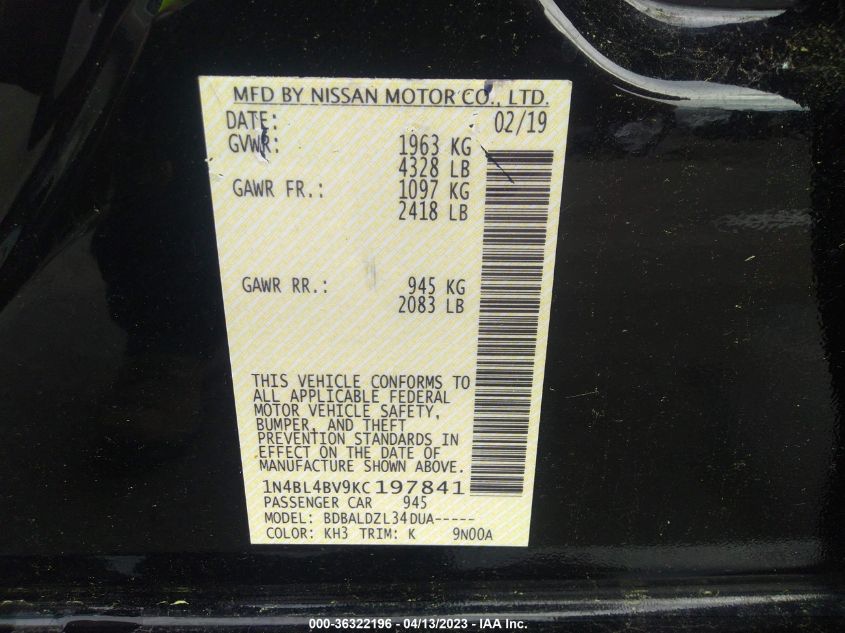 MFD BY NISSAN MOTOR CO., LTD.
DATE: 02/19
GVWR: 1963 KG
4328 LB
GAWR FR.: 1097 KG
2418 LB
GAWR RR.: 945 KG
2083 LB
THIS VEHICLE CONFORMS TO
ALL APPLICABLE FEDERAL
MOTOR VEHICLE SAFETY,
BUMPER, AND THEFT
PREVENTION STANDARDS IN
EFFECT ON THE DATE OF
MANUFACTURE SHOWN ABOVE.
1N4BL4BV9KC197841
PASSENGER CAR 945
MODEL: BDBALDZL34DUA-----
COLOR: KH3 TRIM: K 9N00A
000-36322196 - 04/13/2023 - IAA Inc.